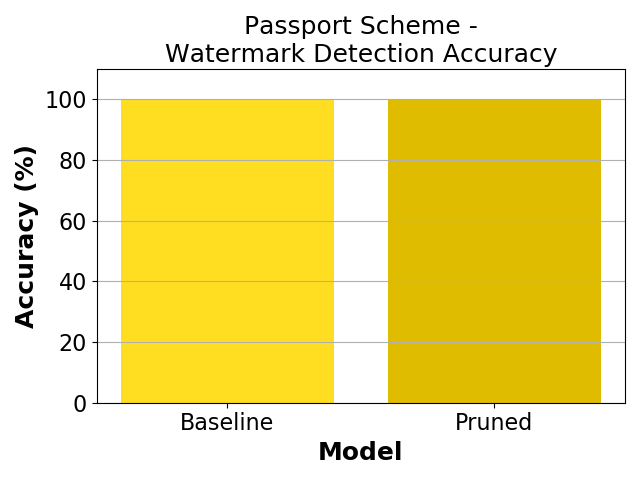 Passport Scheme -
Watermark Detection Accuracy
Accuracy (%)
100
80
60
40
20
0
Baseline
Pruned
Model